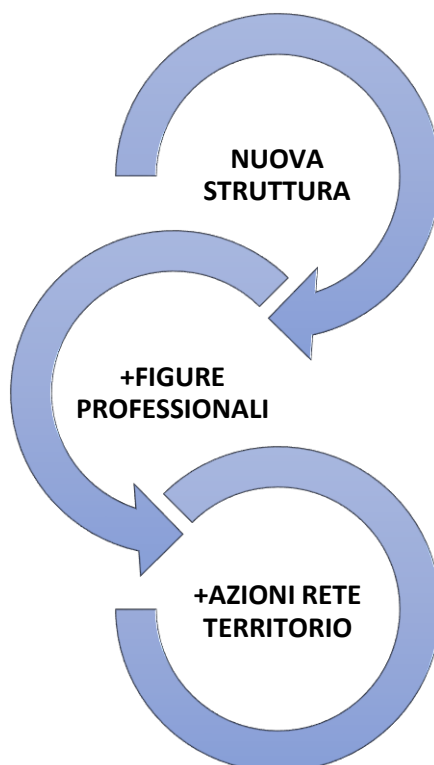 NUOVA
STRUTTURA
+FIGURE
PROFESSIONALI
+AZIONI RETE
TERRITORIO